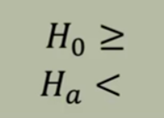 H₀ ≥
Hₐ <